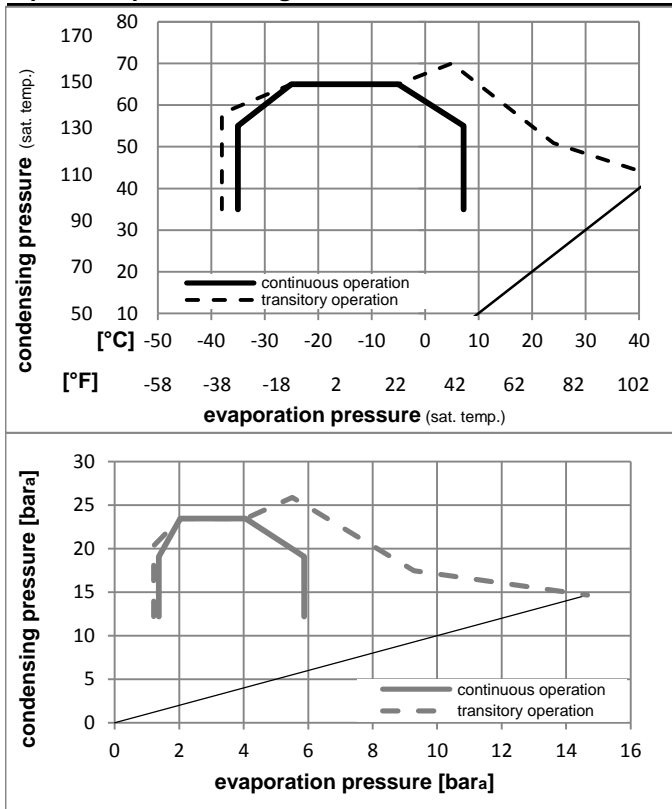 condensing pressure (sat. temp.)
170 80
70
150 60
130 50
110 40
90 30
70 20
50 10
continuous operation
transitory operation
[°C] -50 -40 -30 -20 -10 0 10 20 30 40
[°F] -58 -38 -18 2 22 42 62 82 102
evaporation pressure (sat. temp.)
condensing pressure [bara]
30
25
20
15
10
5
0
continuous operation
transitory operation
0 2 4 6 8 10 12 14 16
evaporation pressure [bara]